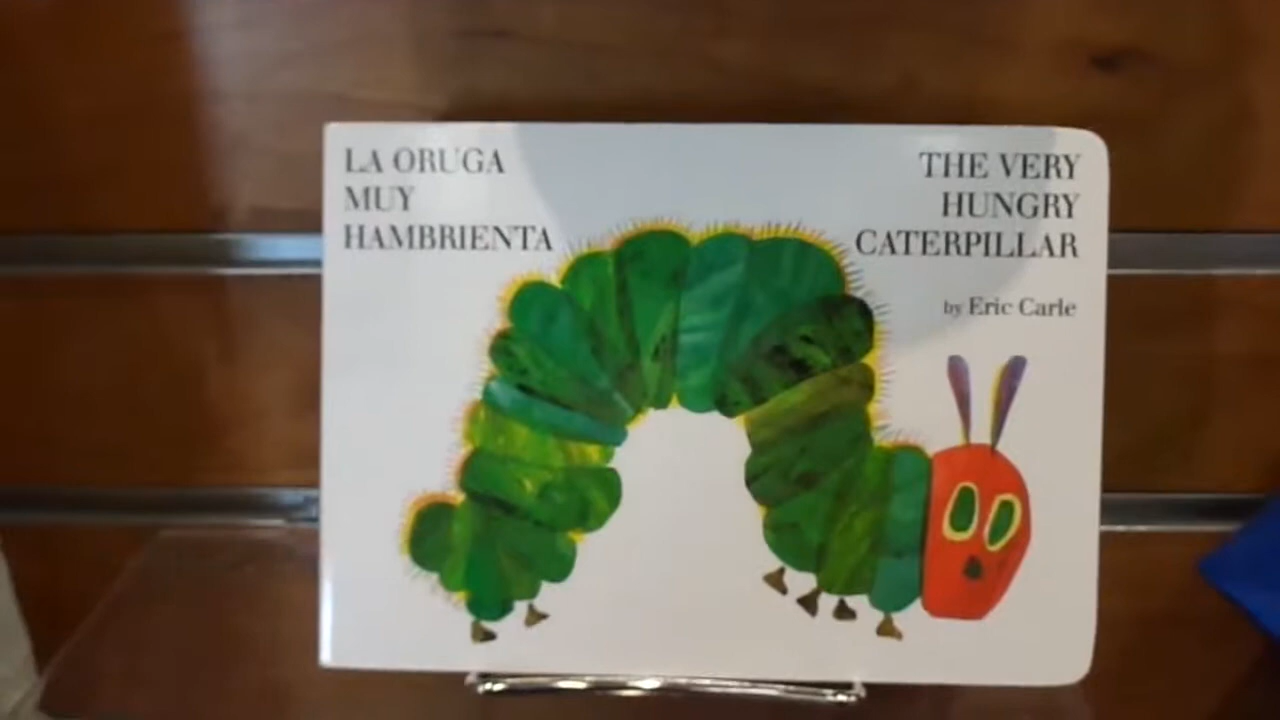 LA ORUGA
MUY
HAMBRIENTA
THE VERY
HUNGRY
CATERPILLAR
by Eric Carle